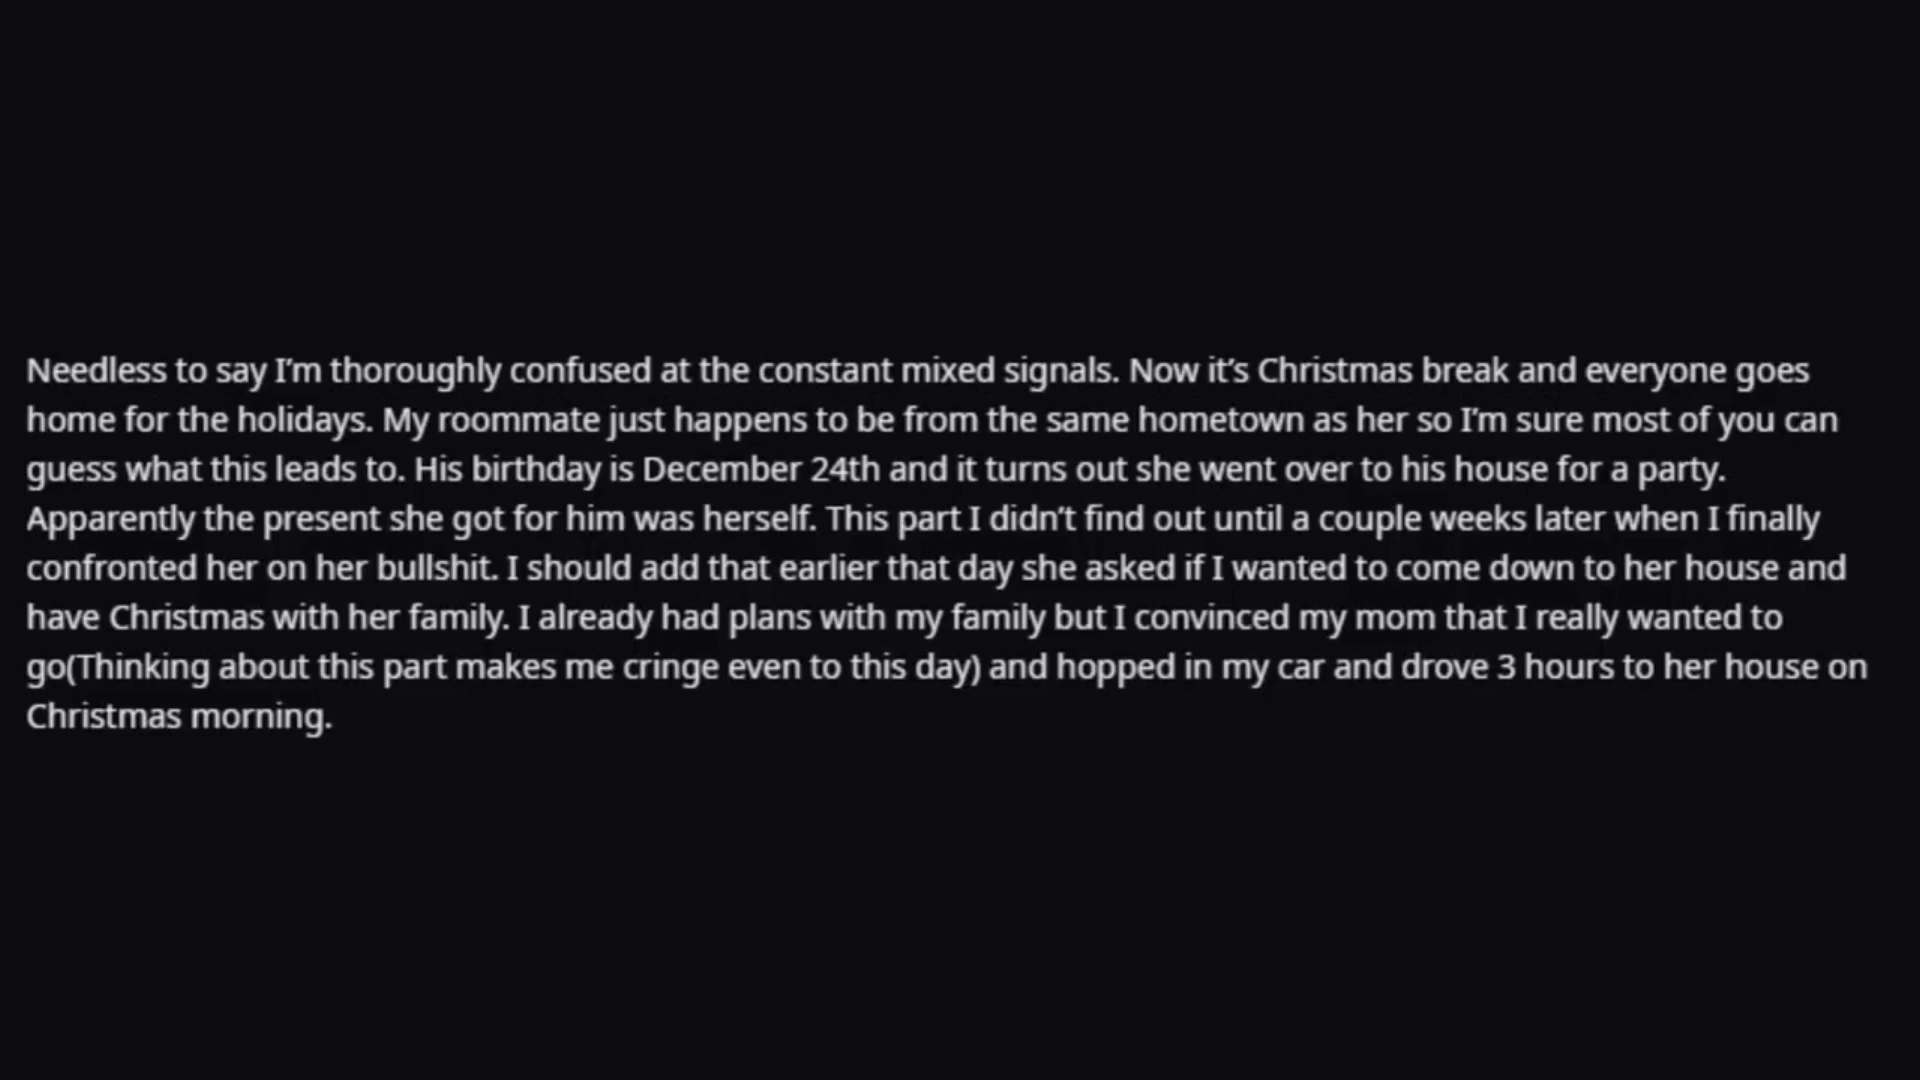 Needless to say I’m thoroughly confused at the constant mixed signals. Now it’s Christmas break and everyone goes
home for the holidays. My roommate just happens to be from the same hometown as her so I’m sure most of you can
guess what this leads to. His birthday is December 24th and it turns out she went over to his house for a party.
Apparently the present she got for him was herself. This part I didn’t find out until a couple weeks later when I finally
confronted her on her bullshit. I should add that earlier that day she asked if I wanted to come down to her house and
have Christmas with her family. I already had plans with my family but I convinced my mom that I really wanted to
go(Thinking about this part makes me cringe even to this day) and hopped in my car and drove 3 hours to her house on
Christmas morning.